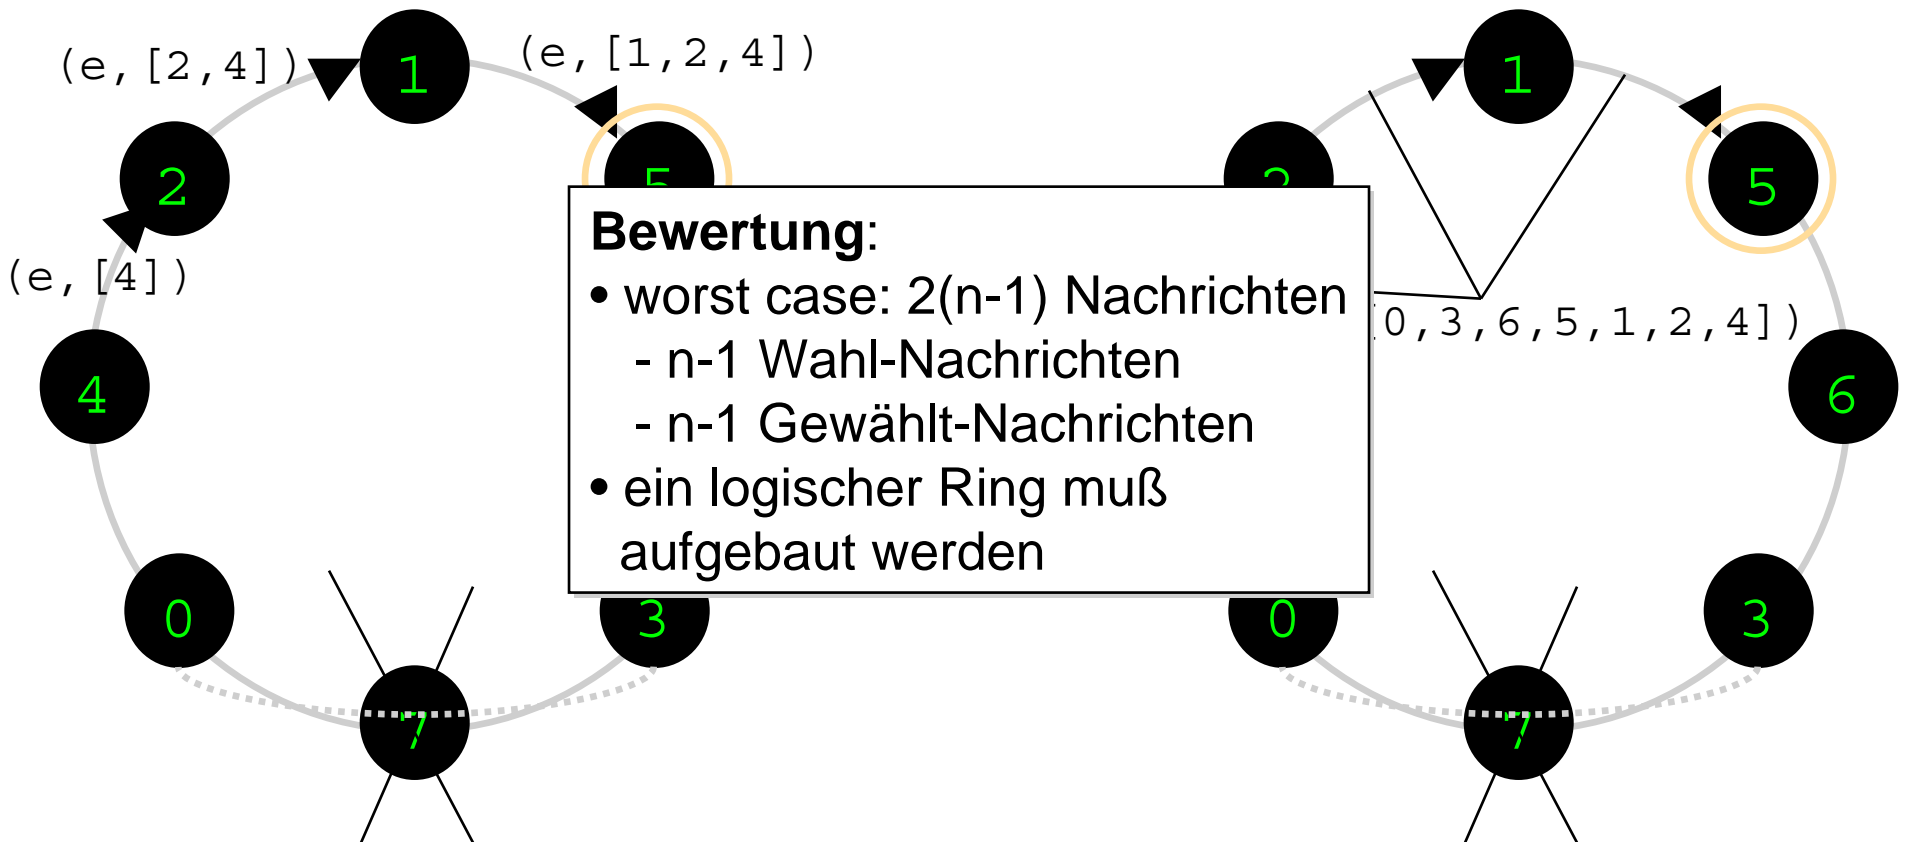 (e,[2,4])
1
(e,[1,2,4])
2
5
(e,[4])
4
0
3
7
Bewertung:
• worst case: 2(n-1) Nachrichten
- n-1 Wahl-Nachrichten
- n-1 Gewählt-Nachrichten
• ein logischer Ring muß
aufgebaut werden
1
2
5
0,3,6,5,1,2,4])
6
0
3
7